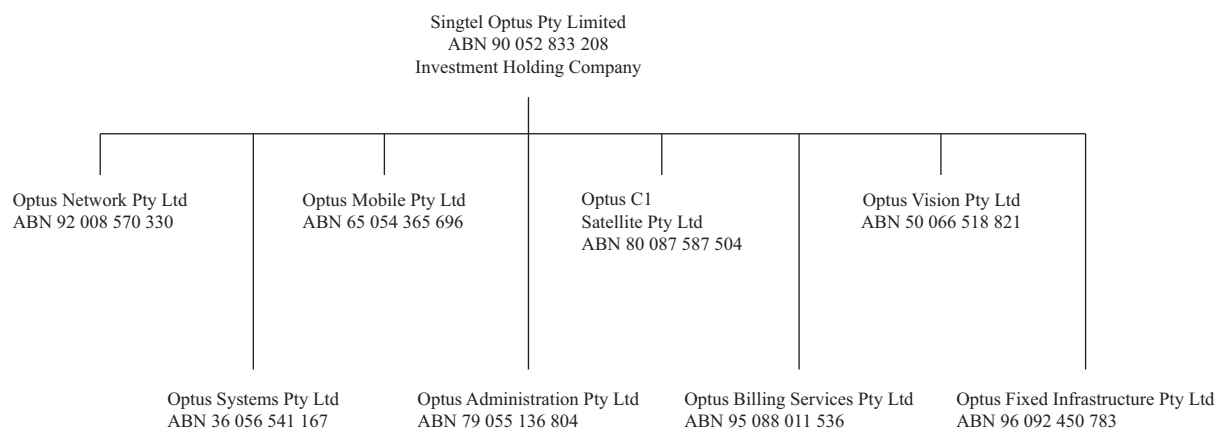 Singtel Optus Pty Limited
ABN 90 052 833 208
Investment Holding Company
Optus Network Pty Ltd
ABN 92 008 570 330
Optus Mobile Pty Ltd
ABN 65 054 365 696
Optus C1
Satellite Pty Ltd
ABN 80 087 587 504
Optus Vision Pty Ltd
ABN 50 066 518 821
Optus Systems Pty Ltd
ABN 36 056 541 167
Optus Administration Pty Ltd
ABN 79 055 136 804
Optus Billing Services Pty Ltd
ABN 95 088 011 536
Optus Fixed Infrastructure Pty Ltd
ABN 96 092 450 783